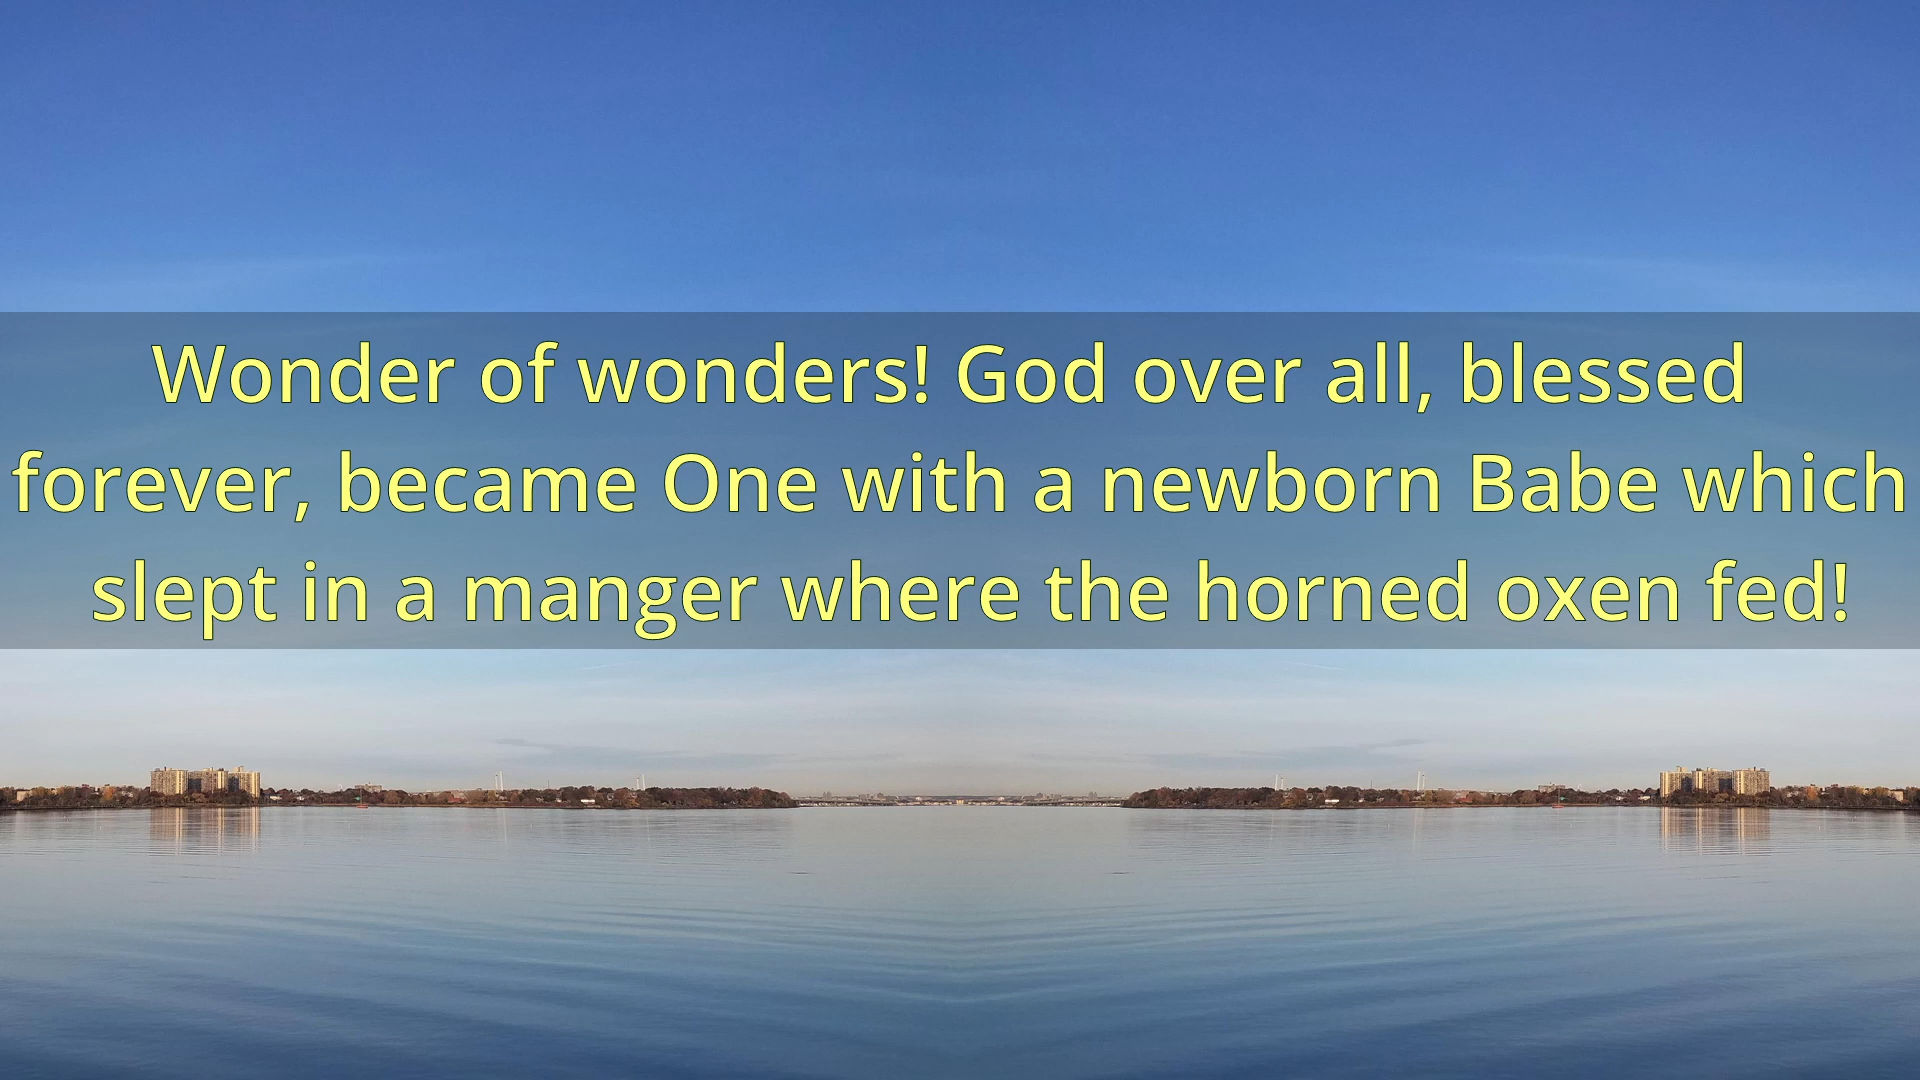 Wonder of wonders! God over all, blessed
forever, became One with a newborn Babe which
slept in a manger where the horned oxen fed!